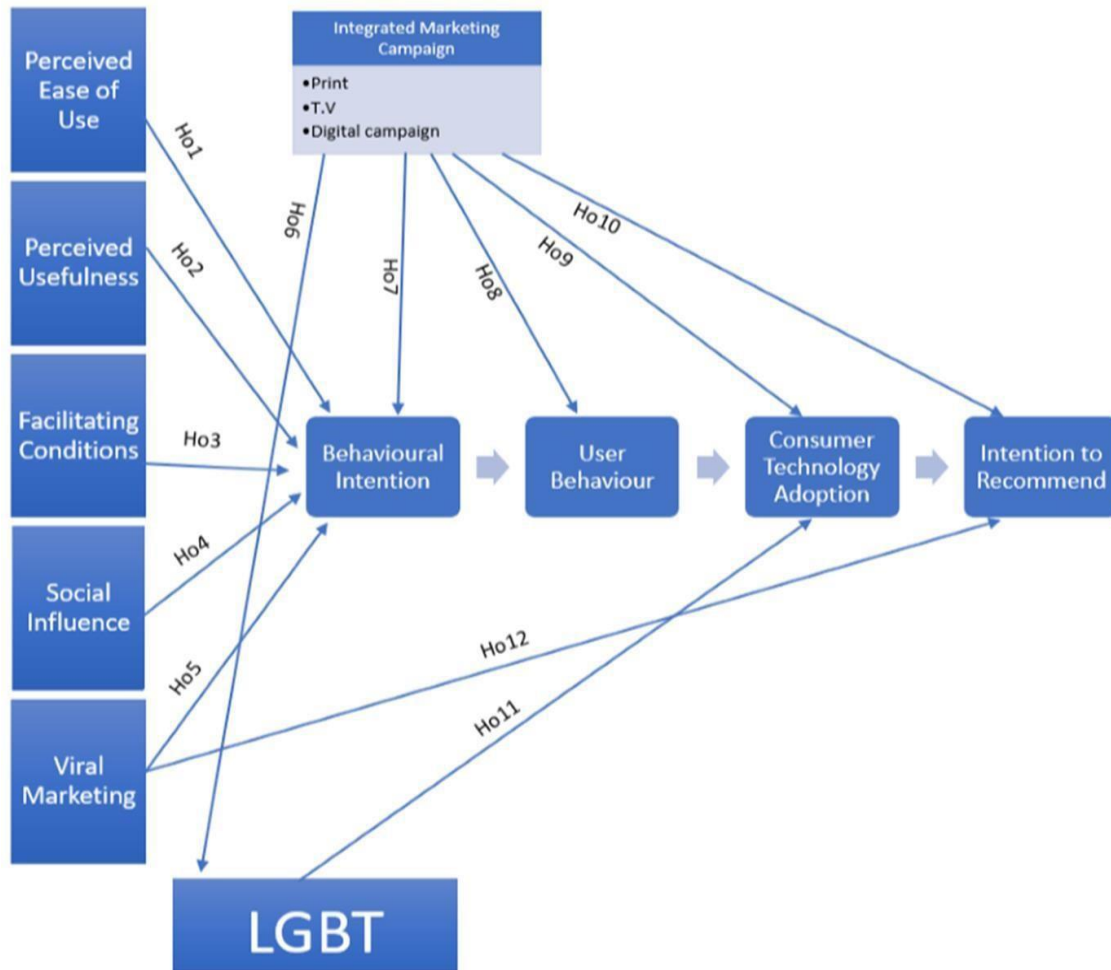 Perceived
Ease of
Use
Perceived
Usefulness
Facilitating
Conditions
Social
Influence
Viral
Marketing
Integrated Marketing
Campaign
•Print
•T.V
•Digital campaign
Ho1
Ho2
Ho3
Ho4
Ho5
Ho6
Ho7
Ho8
Ho9
Ho10
Behavioural
Intention
User
Behaviour
Consumer
Technology
Adoption
Intention to
Recommend
Ho12
Ho11
LGBT